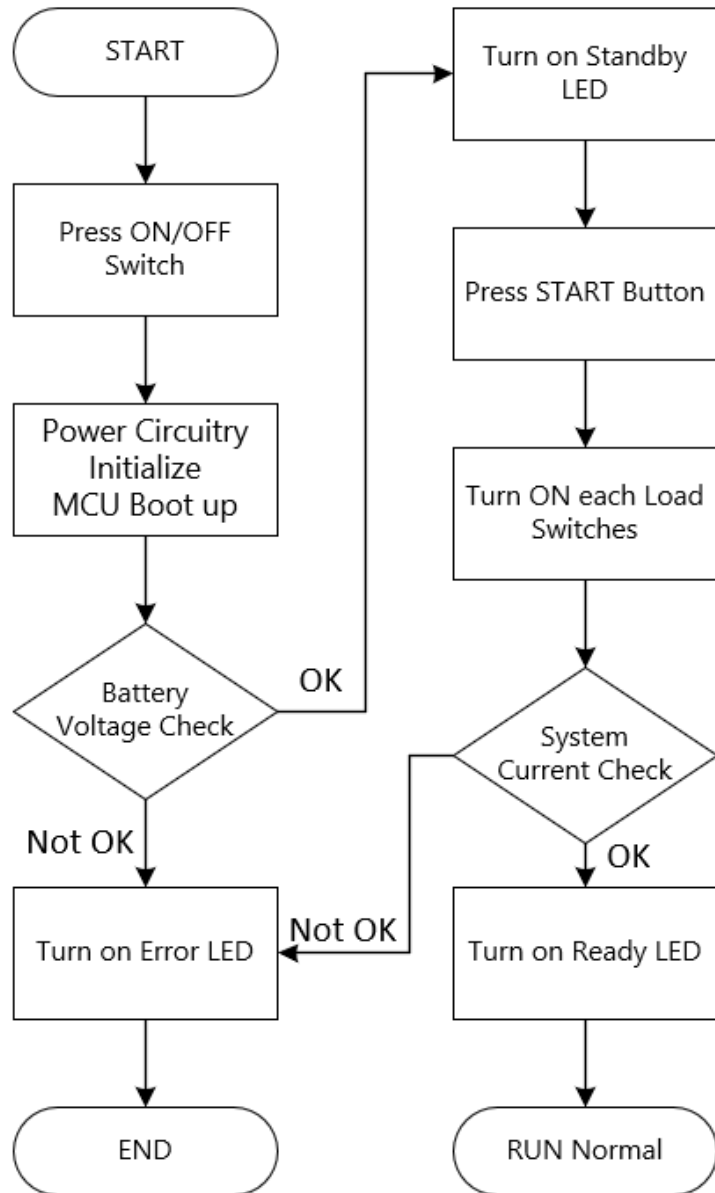 START
Press ON/OFF
Switch
Power Circuitry
Initialize
MCU Boot up
Battery
Voltage Check
OK
Not OK
Turn on Error LED
END
Turn on Standby
LED
Press START Button
Turn ON each Load
Switches
System
Current Check
Not OK
OK
Turn on Ready LED
RUN Normal